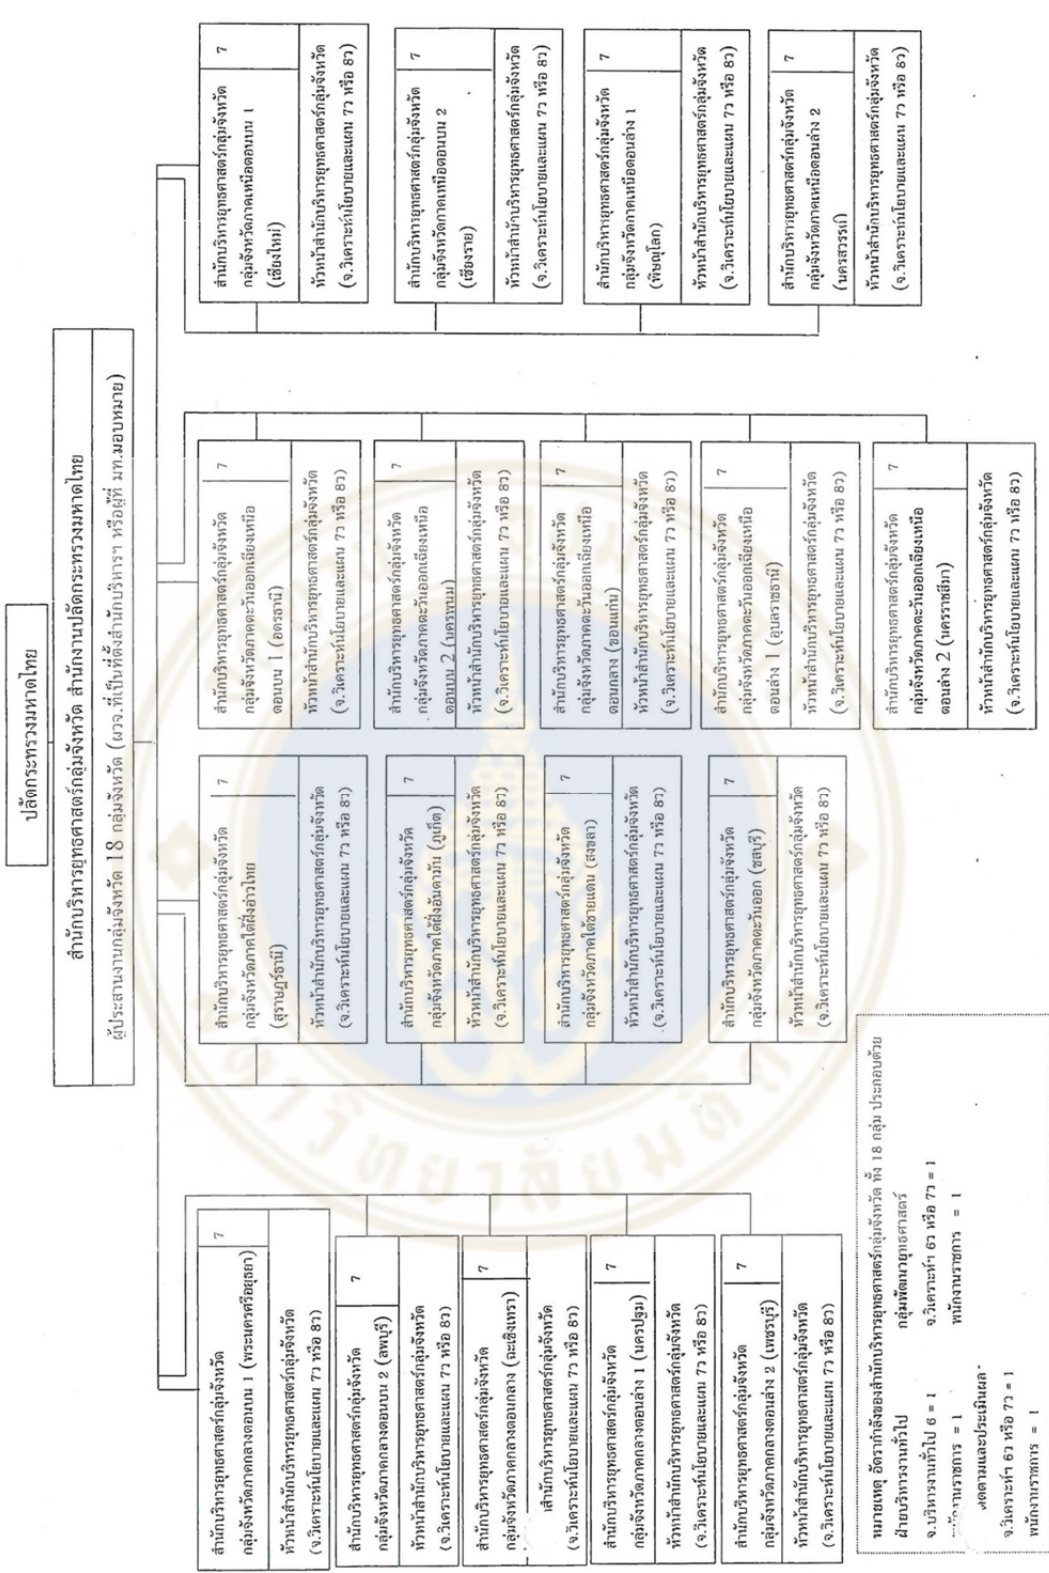 ปลัดกระทรวงมหาดไทย
สำนักบริหารยุทธศาสตร์กลุ่มจังหวัด สำนักงานปลัดกระทรวงมหาดไทย
ผู้ประสานงานกลุ่มจังหวัด 18 กลุ่มจังหวัด (ผวจ.ที่เป็นที่ตั้งสำนักบริหารฯ หรือผู้ที่ มท.มอบหมาย)
สำนักบริหารยุทธศาสตร์กลุ่มจังหวัด 7
กลุ่มจังหวัดภาคกลางตอนบน 1 (พระนครศรีอยุธยา)
หัวหน้าสำนักบริหารยุทธศาสตร์กลุ่มจังหวัด
(จ.วิเคราะห์นโยบายและแผน 7ว หรือ 8ว)
สำนักบริหารยุทธศาสตร์กลุ่มจังหวัด 7
กลุ่มจังหวัดภาคกลางตอนบน 2 (ลพบุรี)
หัวหน้าสำนักบริหารยุทธศาสตร์กลุ่มจังหวัด
(จ.วิเคราะห์นโยบายและแผน 7ว หรือ 8ว)
สำนักบริหารยุทธศาสตร์กลุ่มจังหวัด 7
กลุ่มจังหวัดภาคกลางตอนกลาง (ฉะเชิงเทรา)
เสำนักบริหารยุทธศาสตร์กลุ่มจังหวัด
(จ.วิเคราะห์นโยบายและแผน 7ว หรือ 8ว)
สำนักบริหารยุทธศาสตร์กลุ่มจังหวัด 7
กลุ่มจังหวัดภาคกลางตอนล่าง 1 (นครปฐม)
หัวหน้าสำนักบริหารยุทธศาสตร์กลุ่มจังหวัด
(จ.วิเคราะห์นโยบายและแผน 7ว หรือ 8ว)
สำนักบริหารยุทธศาสตร์กลุ่มจังหวัด 7
กลุ่มจังหวัดภาคกลางตอนล่าง 2 (เพชรบุรี)
หัวหน้าสำนักบริหารยุทธศาสตร์กลุ่มจังหวัด
(จ.วิเคราะห์นโยบายและแผน 7ว หรือ 8ว)
สำนักบริหารยุทธศาสตร์กลุ่มจังหวัด 7
กลุ่มจังหวัดภาคใต้ฝั่งอ่าวไทย
(สุราษฎร์ธานี)
หัวหน้าสำนักบริหารยุทธศาสตร์กลุ่มจังหวัด
(จ.วิเคราะห์นโยบายและแผน 7ว หรือ 8ว)
สำนักบริหารยุทธศาสตร์กลุ่มจังหวัด 7
กลุ่มจังหวัดภาคใต้ฝั่งอันดามัน (ภูเก็ต)
หัวหน้าสำนักบริหารยุทธศาสตร์กลุ่มจังหวัด
(จ.วิเคราะห์นโยบายและแผน 7ว หรือ 8ว)
สำนักบริหารยุทธศาสตร์กลุ่มจังหวัด 7
กลุ่มจังหวัดภาคใต้ชายแดน (สงขลา)
หัวหน้าสำนักบริหารยุทธศาสตร์กลุ่มจังหวัด
(จ.วิเคราะห์นโยบายและแผน 7ว หรือ 8ว)
สำนักบริหารยุทธศาสตร์กลุ่มจังหวัด 7
กลุ่มจังหวัดภาคตะวันออก (ชลบุรี)
หัวหน้าสำนักบริหารยุทธศาสตร์กลุ่มจังหวัด
(จ.วิเคราะห์นโยบายและแผน 7ว หรือ 8ว)
สำนักบริหารยุทธศาสตร์กลุ่มจังหวัด 7
กลุ่มจังหวัดภาคตะวันออกเฉียงเหนือ
ตอนบน 1 (อุดรธานี)
หัวหน้าสำนักบริหารยุทธศาสตร์กลุ่มจังหวัด
(จ.วิเคราะห์นโยบายและแผน 7ว หรือ 8ว)
สำนักบริหารยุทธศาสตร์กลุ่มจังหวัด 7
กลุ่มจังหวัดภาคตะวันออกเฉียงเหนือ
ตอนบน 2 (นครพนม)
หัวหน้าสำนักบริหารยุทธศาสตร์กลุ่มจังหวัด
(จ.วิเคราะห์นโยบายและแผน 7ว หรือ 8ว)
สำนักบริหารยุทธศาสตร์กลุ่มจังหวัด 7
กลุ่มจังหวัดภาคตะวันออกเฉียงเหนือ
ตอนกลาง (ขอนแก่น)
หัวหน้าสำนักบริหารยุทธศาสตร์กลุ่มจังหวัด
(จ.วิเคราะห์นโยบายและแผน 7ว หรือ 8ว)
สำนักบริหารยุทธศาสตร์กลุ่มจังหวัด 7
กลุ่มจังหวัดภาคตะวันออกเฉียงเหนือ
ตอนล่าง 1 (อุบลราชธานี)
หัวหน้าสำนักบริหารยุทธศาสตร์กลุ่มจังหวัด
(จ.วิเคราะห์นโยบายและแผน 7ว หรือ 8ว)
สำนักบริหารยุทธศาสตร์กลุ่มจังหวัด 7
กลุ่มจังหวัดภาคตะวันออกเฉียงเหนือ
ตอนล่าง 2 (นครราชสีมา)
หัวหน้าสำนักบริหารยุทธศาสตร์กลุ่มจังหวัด
(จ.วิเคราะห์นโยบายและแผน 7ว หรือ 8ว)
สำนักบริหารยุทธศาสตร์กลุ่มจังหวัด 7
กลุ่มจังหวัดภาคเหนือตอนบน 1
(เชียงใหม่)
หัวหน้าสำนักบริหารยุทธศาสตร์กลุ่มจังหวัด
(จ.วิเคราะห์นโยบายและแผน 7ว หรือ 8ว)
สำนักบริหารยุทธศาสตร์กลุ่มจังหวัด 7
กลุ่มจังหวัดภาคเหนือตอนบน 2
(เชียงราย)
หัวหน้าสำนักบริหารยุทธศาสตร์กลุ่มจังหวัด
(จ.วิเคราะห์นโยบายและแผน 7ว หรือ 8ว)
สำนักบริหารยุทธศาสตร์กลุ่มจังหวัด 7
กลุ่มจังหวัดภาคเหนือตอนล่าง 1
(พิษณุโลก)
หัวหน้าสำนักบริหารยุทธศาสตร์กลุ่มจังหวัด
(จ.วิเคราะห์นโยบายและแผน 7ว หรือ 8ว)
สำนักบริหารยุทธศาสตร์กลุ่มจังหวัด 7
กลุ่มจังหวัดภาคเหนือตอนล่าง 2
(นครสวรรค์)
หัวหน้าสำนักบริหารยุทธศาสตร์กลุ่มจังหวัด
(จ.วิเคราะห์นโยบายและแผน 7ว หรือ 8ว)
หมายเหตุ อัตรากำลังของสำนักบริหารยุทธศาสตร์กลุ่มจังหวัด ทั้ง 18 กลุ่ม ประกอบด้วย
ฝ่ายบริหารงานทั่วไป กลุ่มพัฒนายุทธศาสตร์
จ.บริหารงานทั่วไป 6 = 1 จ.วิเคราะห์ฯ 6ว หรือ 7ว = 1
งานราชการ = 1 พนักงานราชการ = 1
ติดตามและประเมินผล
จ.วิเคราะห์ฯ 6ว หรือ 7ว = 1
พนักงานราชการ = 1